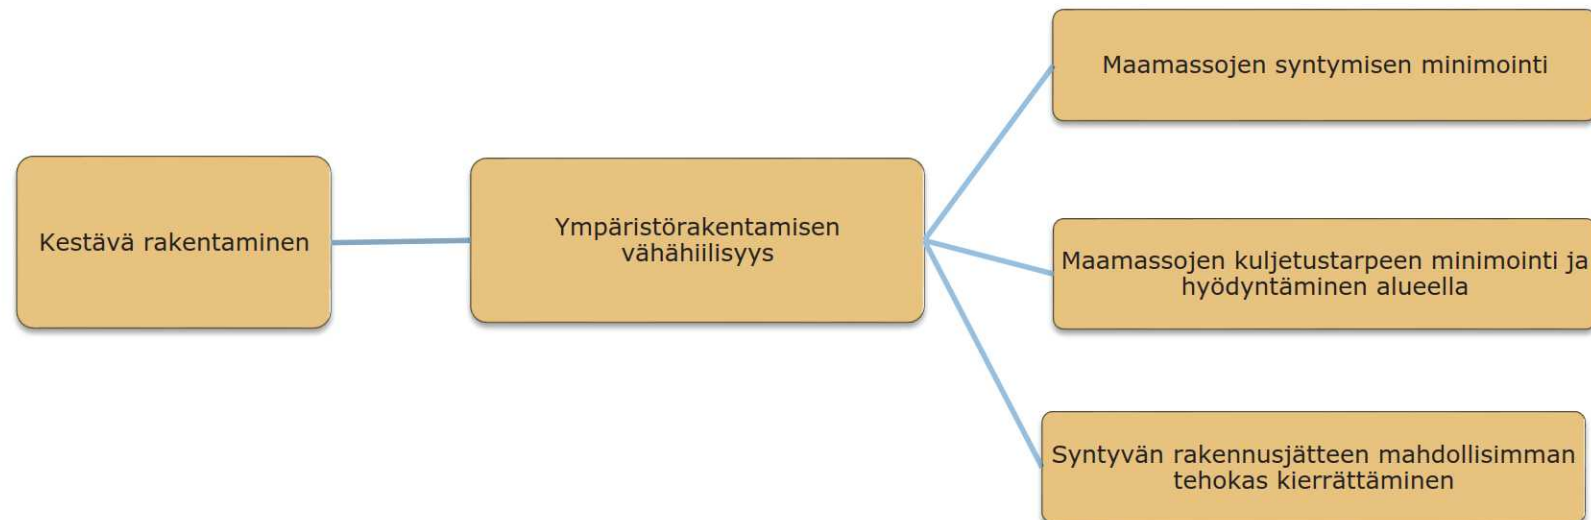 Kestävä rakentaminen
Ympäristörakentamisen
vähähiilisyys
Maamassojen syntymisen minimointi
Maamassojen kuljetustarpeen minimointi ja
hyödyntäminen alueella
Syntyvän rakennusjätteen mahdollisimman
tehokas kierrättäminen